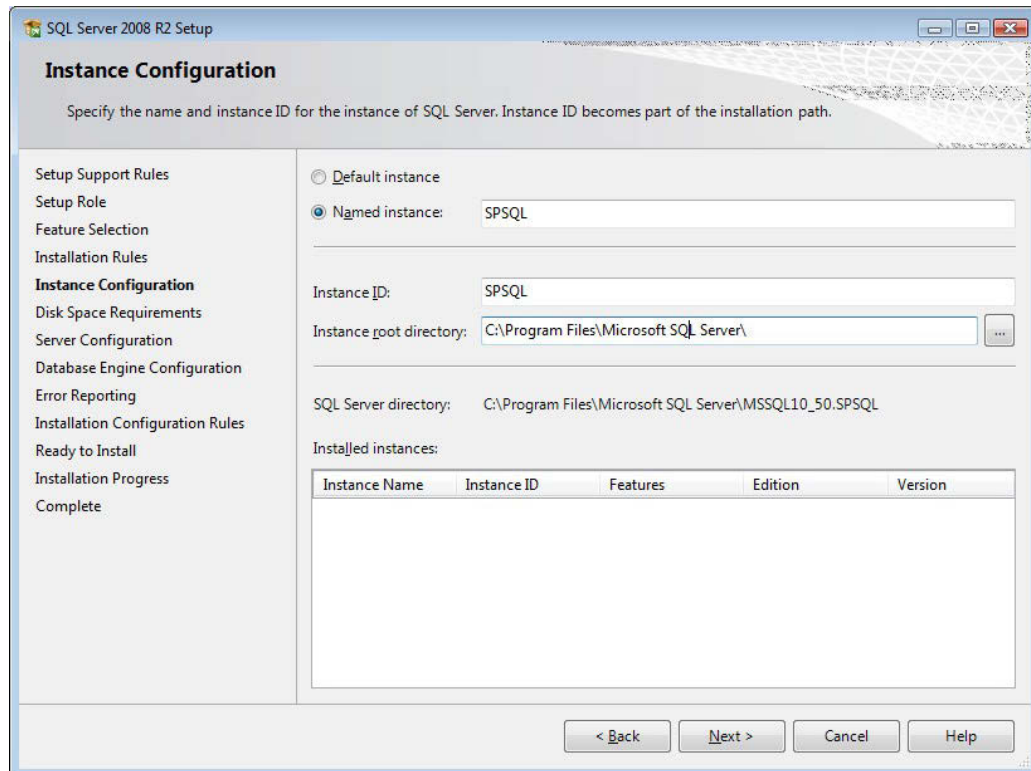 SQL Server 2008 R2 Setup
Instance Configuration
Specify the name and instance ID for the instance of SQL Server. Instance ID becomes part of the installation path.
Setup Support Rules
Setup Role
Feature Selection
Installation Rules
Instance Configuration
Disk Space Requirements
Server Configuration
Database Engine Configuration
Error Reporting
Installation Configuration Rules
Ready to Install
Installation Progress
Complete
Default instance
Named instance: SPSQL
Instance ID: SPSQL
Instance root directory: C:\Program Files\Microsoft SQL Server\ ...
SQL Server directory: C:\Program Files\Microsoft SQL Server\MSSQL10_50.SPSQL
Installed instances:
Instance Name Instance ID Features Edition Version
< Back Next > Cancel Help